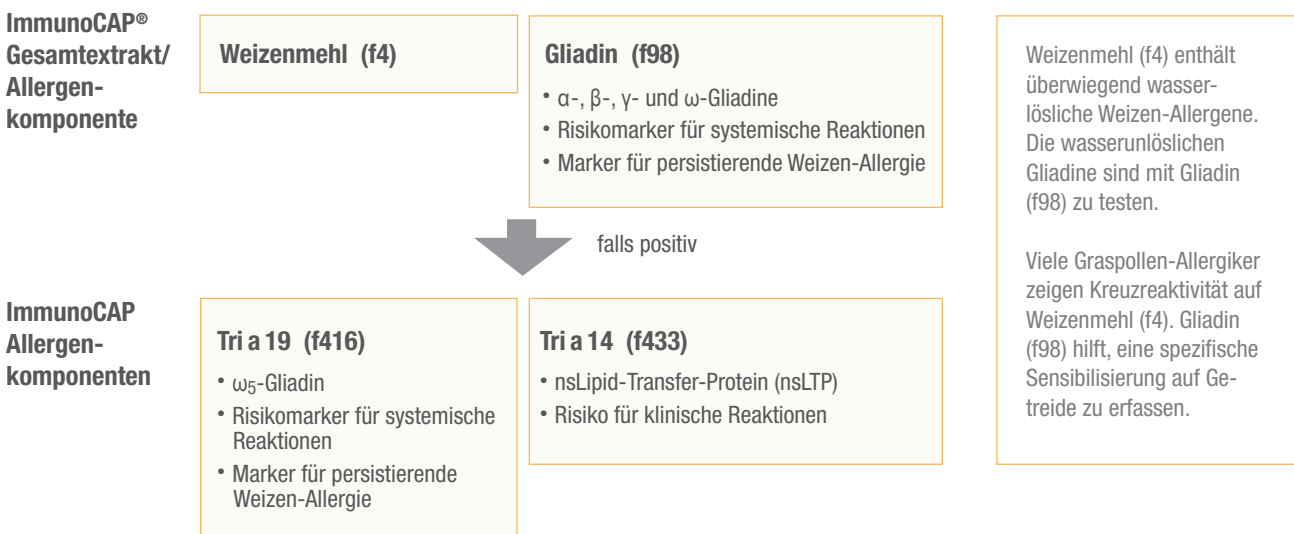 ImmunoCAP®
Gesamtextrakt/
Allergen-
komponente
Weizenmehl (f4)
Gliadin (f98)
• α-, β-, γ- und ω-Gliadine
• Risikomarker für systemische Reaktionen
• Marker für persistierende Weizen-Allergie
falls positiv
ImmunoCAP
Allergen-
komponenten
Tri a 19 (f416)
• ω5-Gliadin
• Risikomarker für systemische
Reaktionen
• Marker für persistierende
Weizen-Allergie
Tri a 14 (f433)
• nsLipid-Transfer-Protein (nsLTP)
• Risiko für klinische Reaktionen
Weizenmehl (f4) enthält
überwiegend wasser-
lösliche Weizen-Allergene.
Die wasserunlöslichen
Gliadine sind mit Gliadin
(f98) zu testen.
Viele Graspollen-Allergiker
zeigen Kreuzreaktivität auf
Weizenmehl (f4). Gliadin
(f98) hilft, eine spezifische
Sensibilisierung auf Ge-
treide zu erfassen.